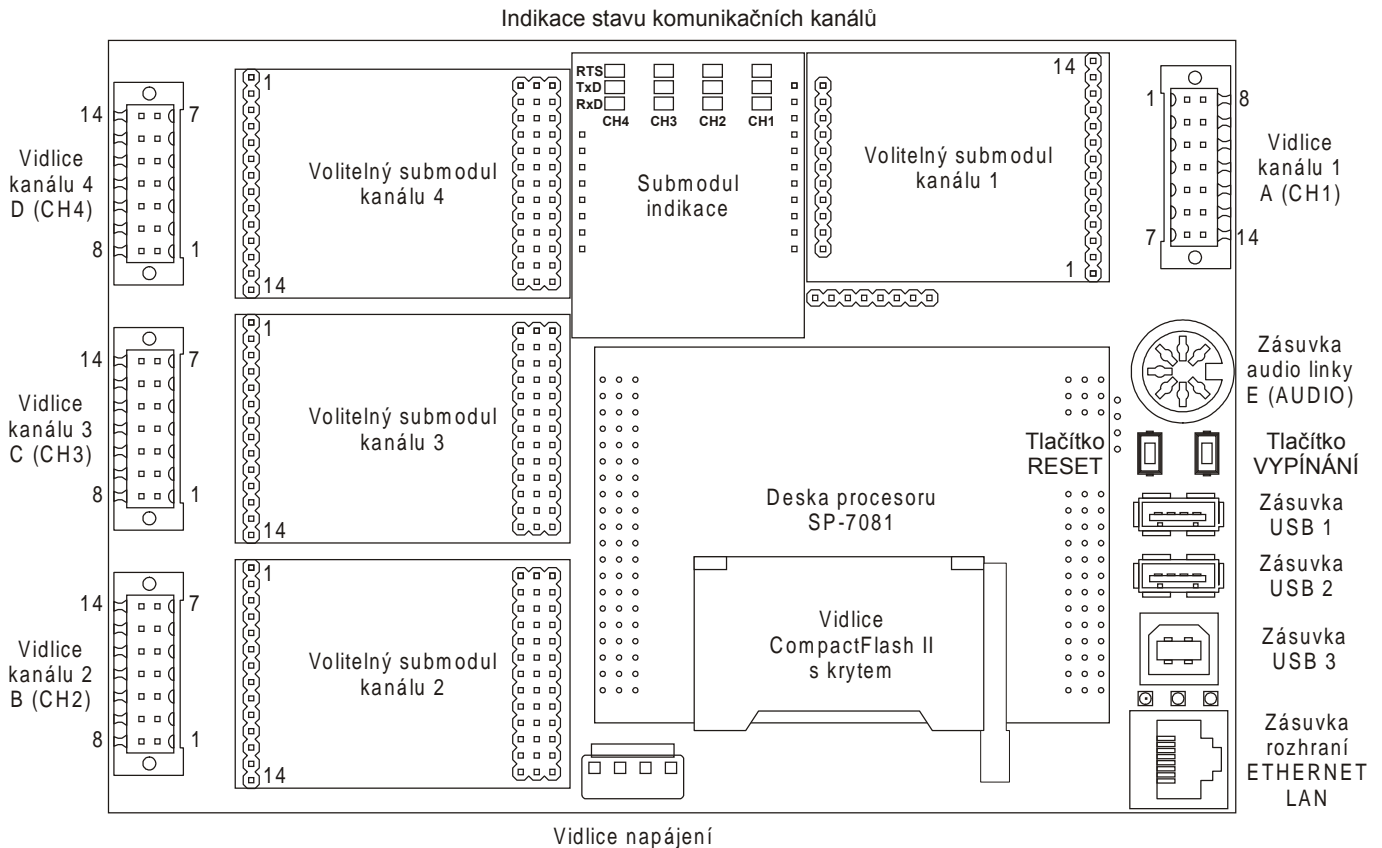 Indikace stavu komunikačních kanálů
RTS
TxD
RxD
CH4 CH3 CH2 CH1
1
14
14
7
Vidlice
kanálu 4
D (CH4)
8
1
Volitelný submodul
kanálu 4
Submodul
indikace
14
Volitelný submodul
kanálu 1
1
1
8
Vidlice
kanálu 1
A (CH1)
7
14
14
7
Vidlice
kanálu 3
C (CH3)
8
1
1
Volitelný submodul
kanálu 3
14
Zásuvka
audio linky
E (AUDIO)
Tlačítko
RESET
Tlačítko
VYPÍNÁNÍ
Deska procesoru
SP-7081
Zásuvka
USB 1
Zásuvka
USB 2
14
7
Vidlice
kanálu 2
B (CH2)
8
1
1
Volitelný submodul
kanálu 2
14
Vidlice
CompactFlash II
s krytem
Zásuvka
USB 3
Zásuvka
rozhraní
ETHERNET
LAN
Vidlice napájení